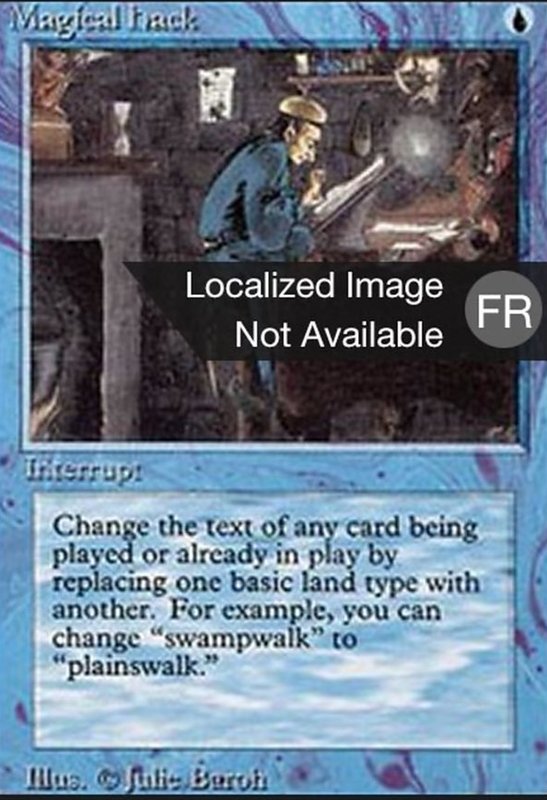 Magical Hack
Localized Image
FR
Not Available
Interrupt
Change the text of any card being
played or already in play by
replacing one basic land type with
another. For example, you can
change “swampwalk” to
“plainswalk.”
Illus. © Julie Baroh